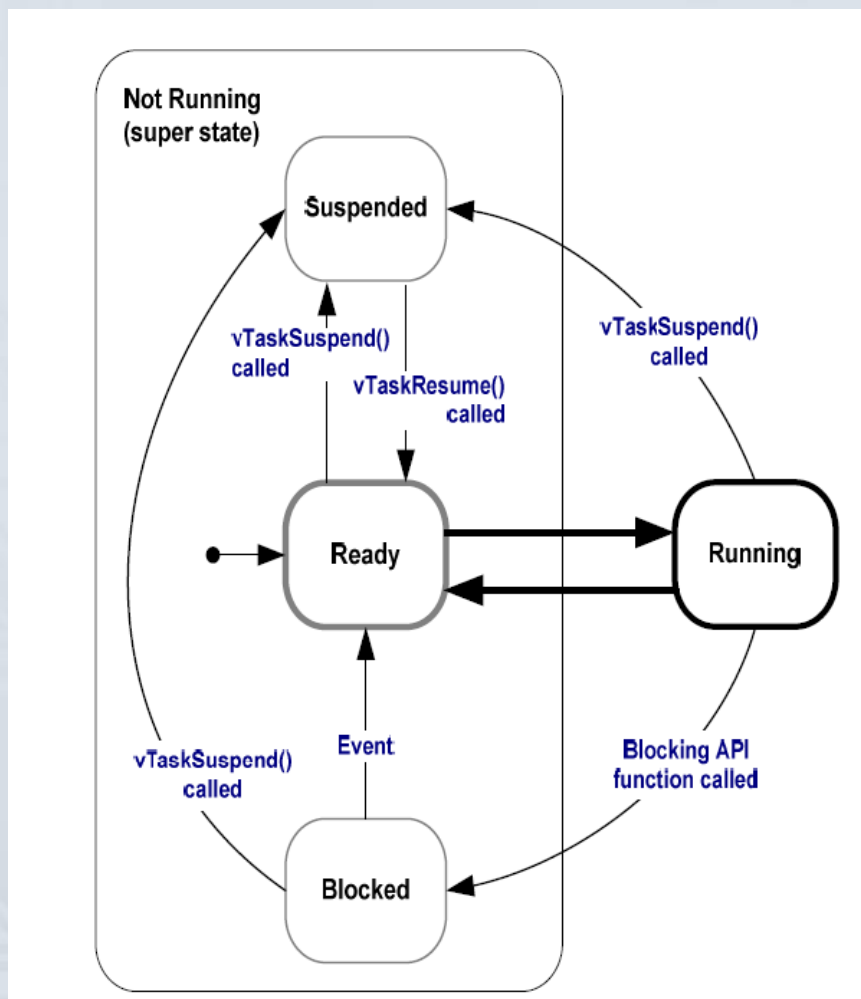 Not Running
(super state)
Suspended
vTaskSuspend()
called
vTaskResume()
called
vTaskSuspend()
called
Ready
Running
Event
vTaskSuspend()
called
Blocking API
function called
Blocked